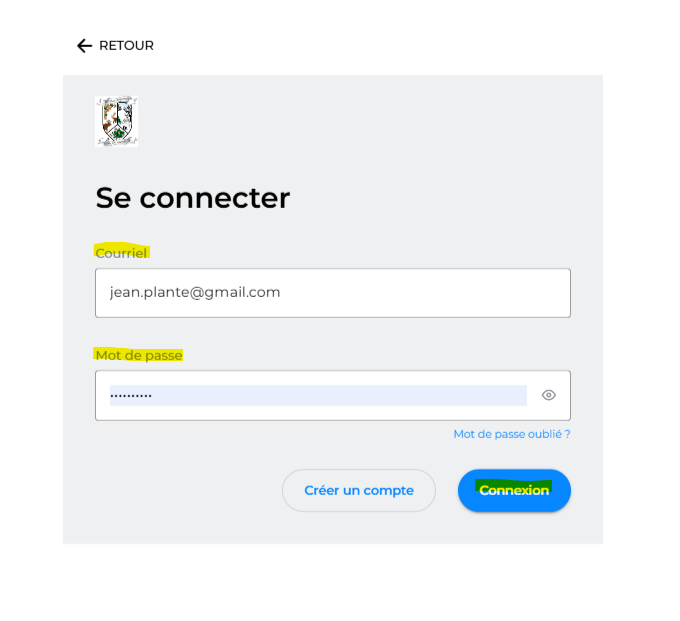 RETOUR
Se connecter
Courriel
jean.plante@gmail.com
Mot de passe
••••••••••
Mot de passe oublié ?
Créer un compte
Connexion